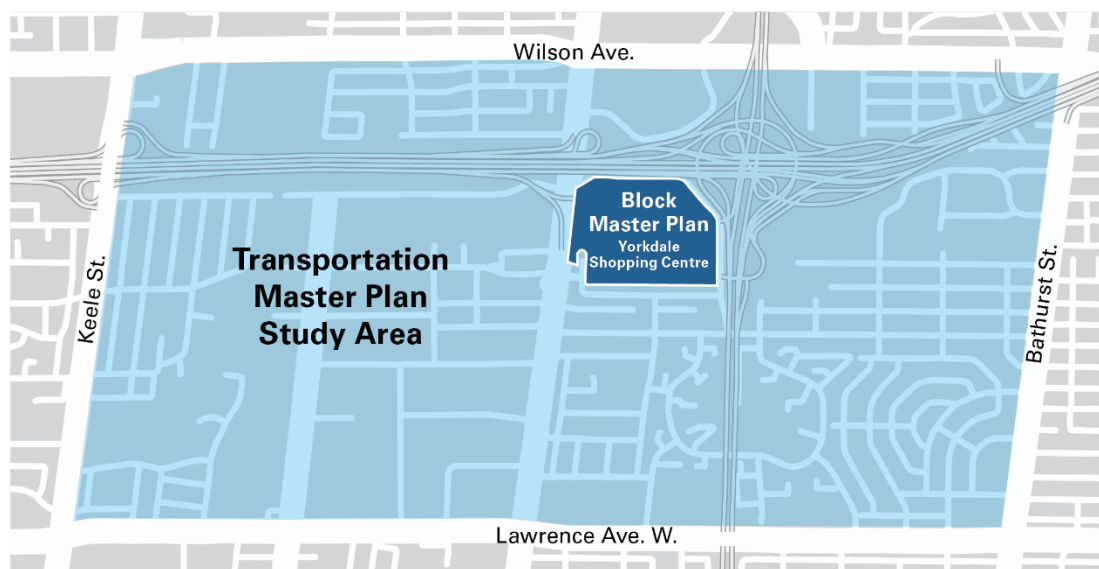 Wilson Ave.
Block
Master Plan
Yorkdale
Shopping Centre
Transportation
Master Plan
Study Area
Keele St.
Bathurst St.
Lawrence Ave. W.